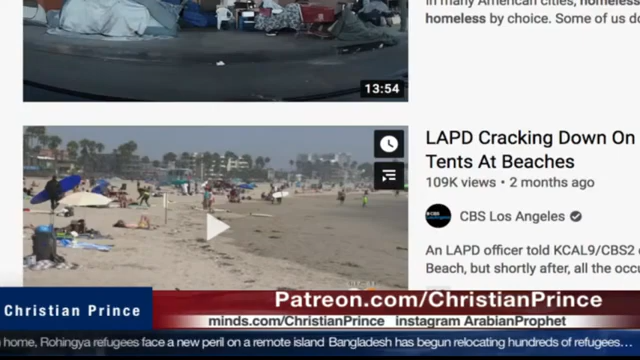 In many American cities, homeless
homeless by choice. Some of us do
13:54
LAPD Cracking Down On
Tents At Beaches
109K views • 2 months ago
CBS Los Angeles
An LAPD officer told KCAL9/CBS2
Beach, but shortly after, all the occu
Christian Prince
Patreon.com/ChristianPrince
minds.com/ChristianPrince instagram ArabianProphet
home, Rohingya refugees face a new peril on a remote island Bangladesh has begun relocating hundreds of refugees...